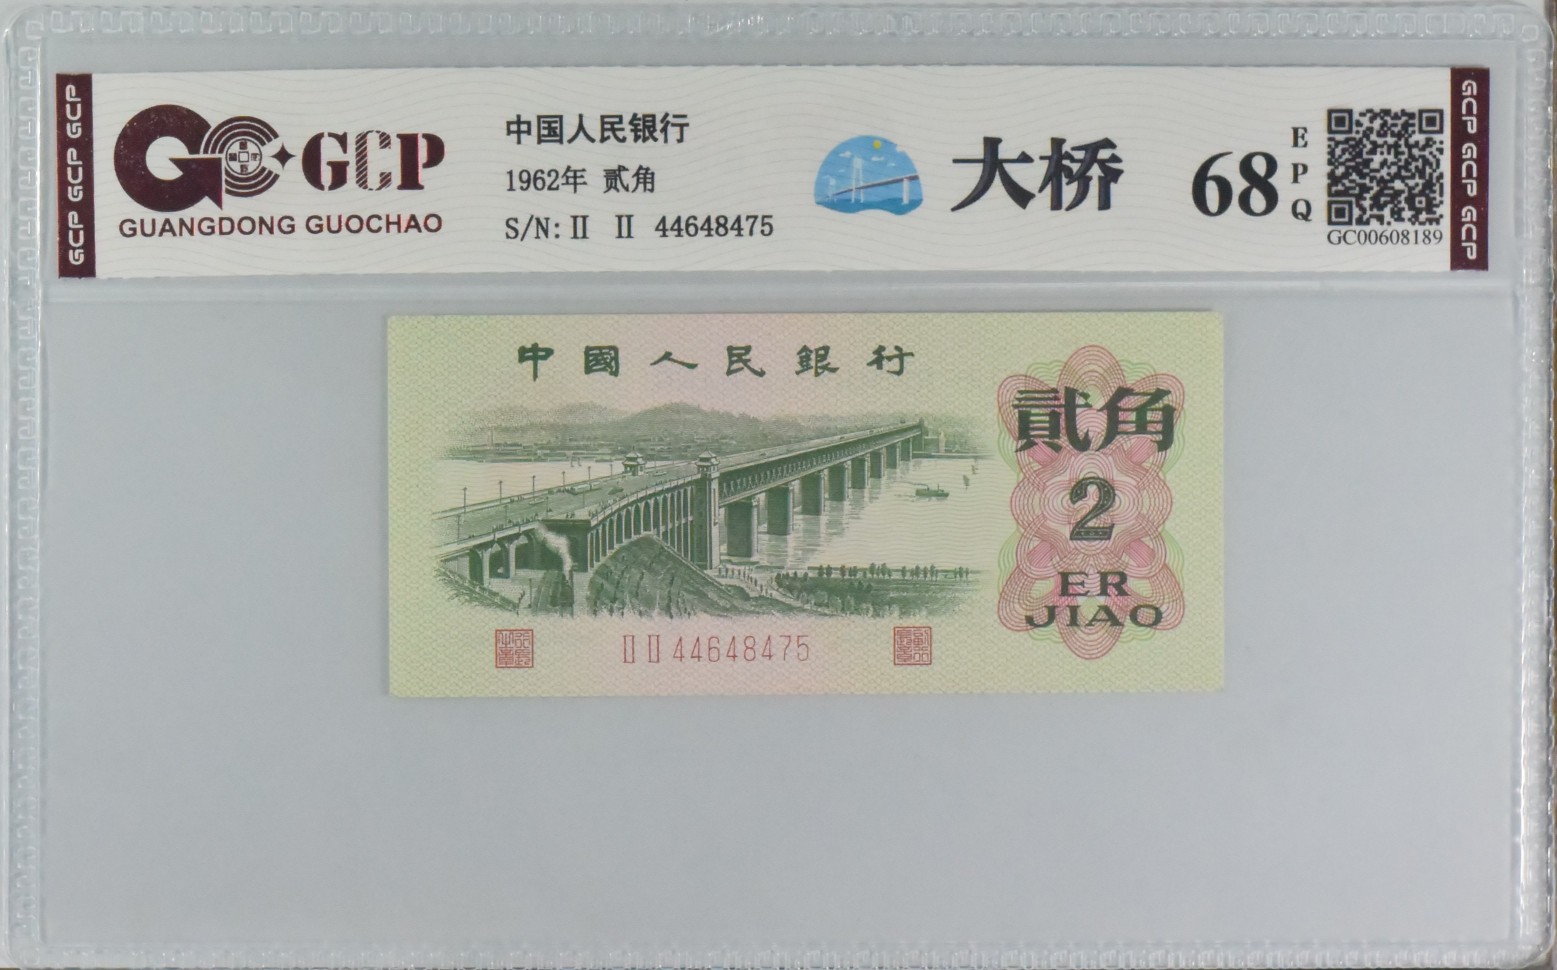 GCP GCP GCP
GCP
GUANGDONG GUOCHAO
中国人民银行
1962年 贰角
S/N: II II 44648475
大桥
68
EPQ
GC00608189
GCP GCP GCP
中國人民銀行
貳角
2
ER
JIAO
II II 44648475